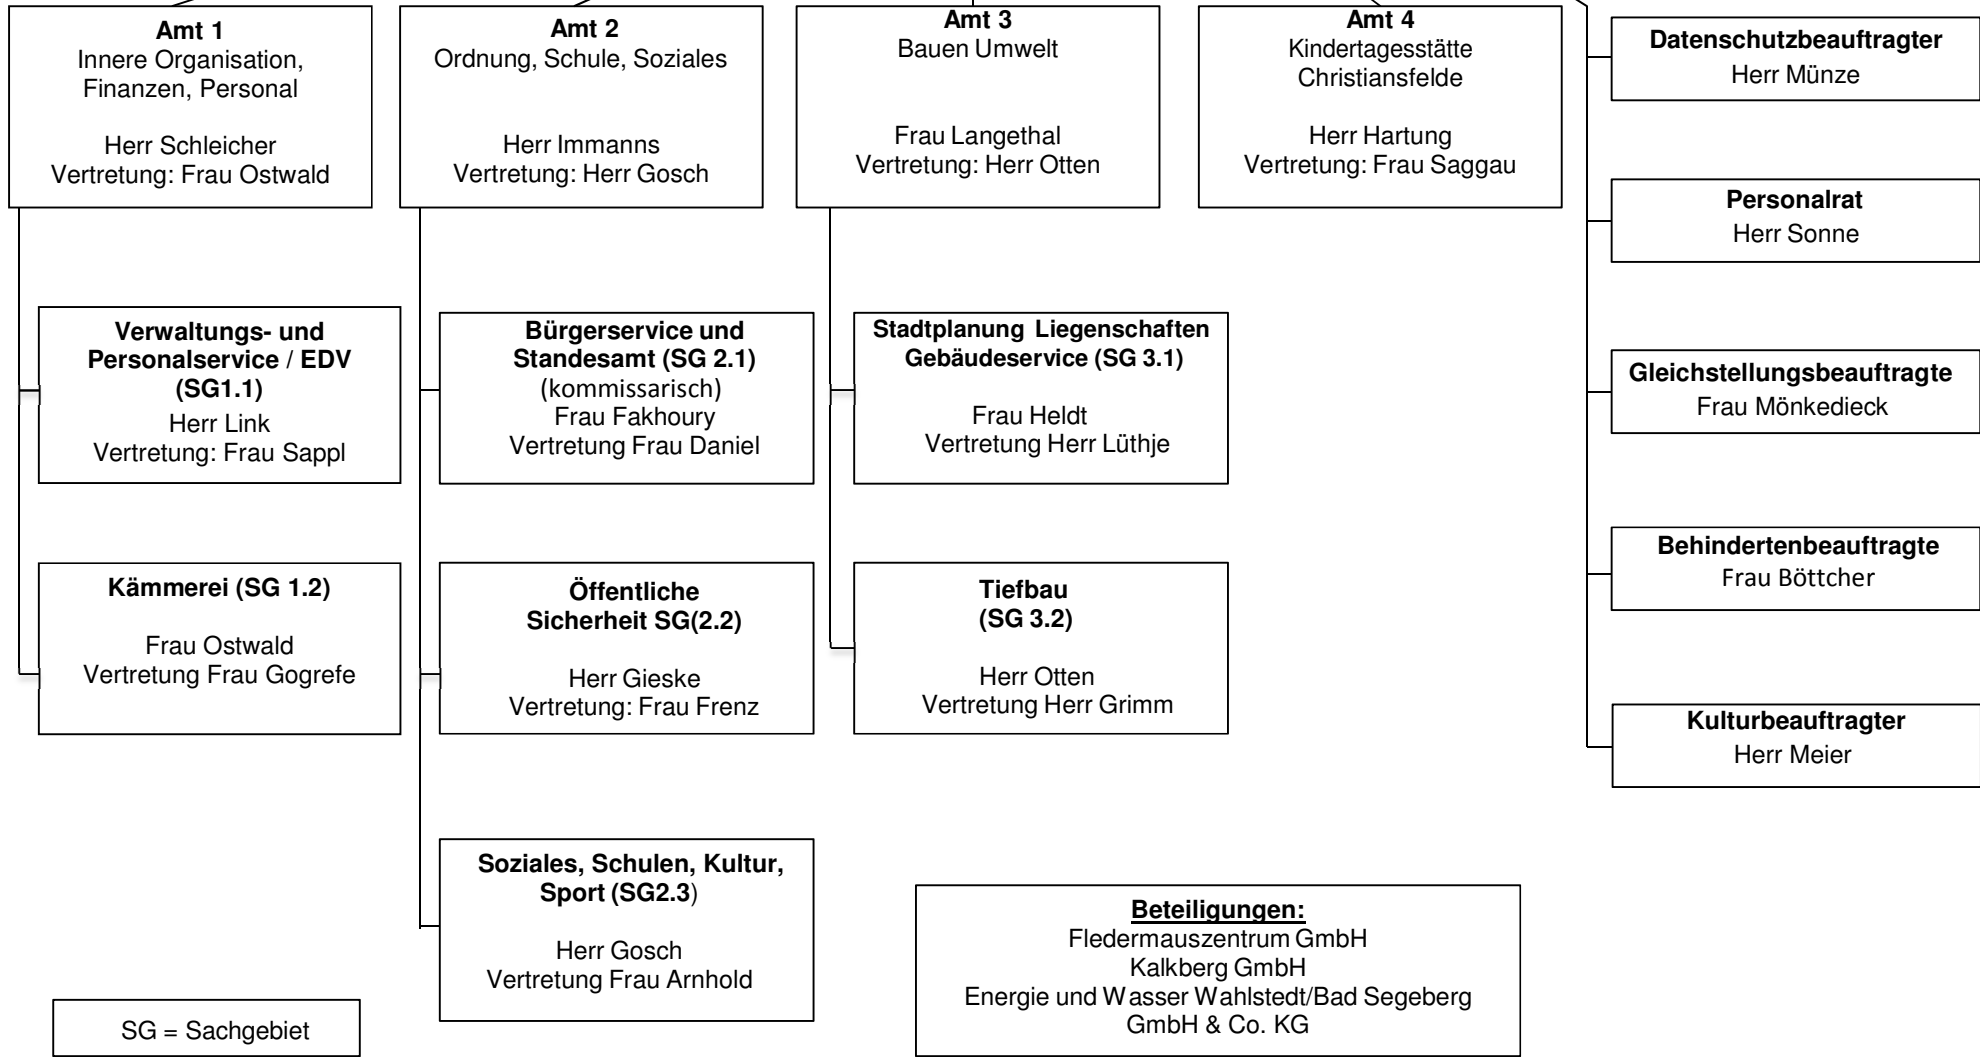 Amt 1
Innere Organisation,
Finanzen, Personal
Herr Schleicher
Vertretung: Frau Ostwald
Amt 2
Ordnung, Schule, Soziales
Herr Immanns
Vertretung: Herr Gosch
Amt 3
Bauen Umwelt
Frau Langethal
Vertretung: Herr Otten
Amt 4
Kindertagesstätte
Christiansfelde
Herr Hartung
Vertretung: Frau Saggau
Datenschutzbeauftragter
Herr Münze
Personalrat
Herr Sonne
Gleichstellungsbeauftragte
Frau Mönkedieck
Behindertenbeauftragte
Frau Böttcher
Kulturbeauftragter
Herr Meier
Verwaltungs- und
Personalservice / EDV
(SG1.1)
Herr Link
Vertretung: Frau Sappl
Kämmerei (SG 1.2)
Frau Ostwald
Vertretung Frau Gogrefe
Bürgerservice und
Standesamt (SG 2.1)
(kommissarisch)
Frau Fakhoury
Vertretung Frau Daniel
Öffentliche
Sicherheit SG(2.2)
Herr Gieske
Vertretung: Frau Frenz
Soziales, Schulen, Kultur,
Sport (SG2.3)
Herr Gosch
Vertretung Frau Arnhold
Stadtplanung Liegenschaften
Gebäudeservice (SG 3.1)
Frau Heldt
Vertretung Herr Lüthje
Tiefbau
(SG 3.2)
Herr Otten
Vertretung Herr Grimm
Beteiligungen:
Fledermauszentrum GmbH
Kalkberg GmbH
Energie und Wasser Wahlstedt/Bad Segeberg
GmbH & Co. KG
SG = Sachgebiet